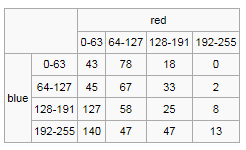 red
0-63 64-127 128-191 192-255
blue
0-63 43 78 18 0
64-127 45 67 33 2
128-191 127 58 25 8
192-255 140 47 47 13